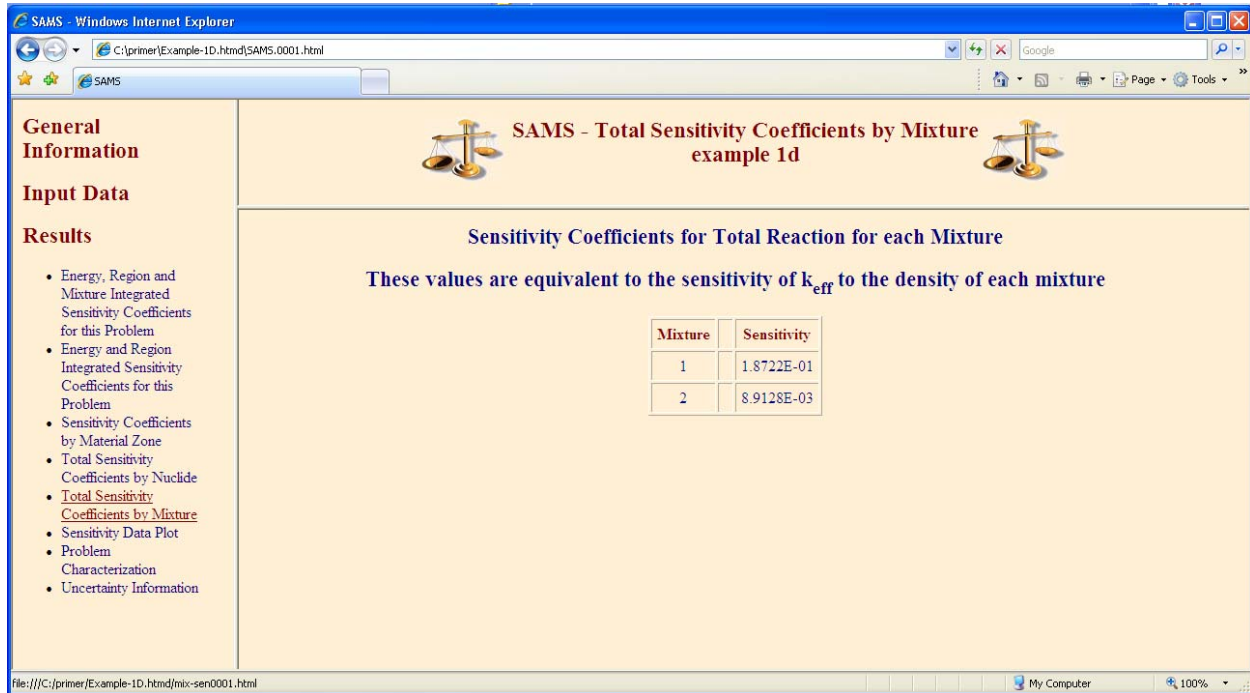 SAMS - Windows Internet Explorer
C:\primer\Example-1D.htmd\SAMS.0001.html
Google
SAMS
Page
Tools
General
Information
Input Data
Results
Energy, Region and
Mixture Integrated
Sensitivity Coefficients
for this Problem
Energy and Region
Integrated Sensitivity
Coefficients for this
Problem
Sensitivity Coefficients
by Material Zone
Total Sensitivity
Coefficients by Nuclide
Total Sensitivity
Coefficients by Mixture
Sensitivity Data Plot
Problem
Characterization
Uncertainty Information
SAMS - Total Sensitivity Coefficients by Mixture
example 1d
Sensitivity Coefficients for Total Reaction for each Mixture
These values are equivalent to the sensitivity of keff to the density of each mixture
Mixture Sensitivity
1 1.8722E-01
2 8.9128E-03
file:///C:/primer/Example-1D.htmd/mix-sen0001.html
My Computer
100%